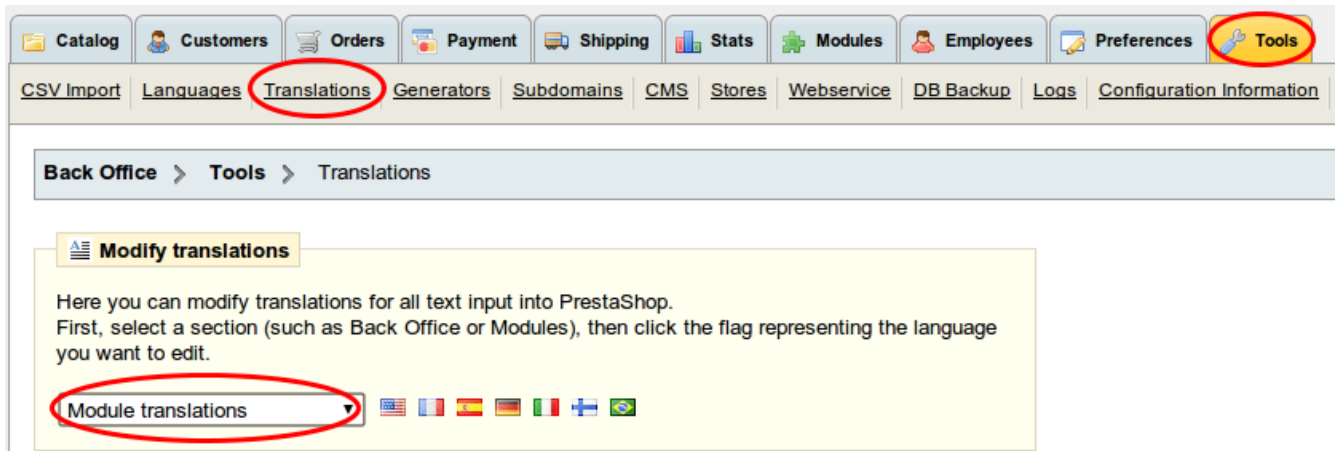 Catalog Customers Orders Payment Shipping Stats Modules Employees Preferences Tools
CSV Import Languages Translations Generators Subdomains CMS Stores Webservice DB Backup Logs Configuration Information
Back Office > Tools > Translations
Modify translations
Here you can modify translations for all text input into PrestaShop.
First, select a section (such as Back Office or Modules), then click the flag representing the language
you want to edit.
Module translations